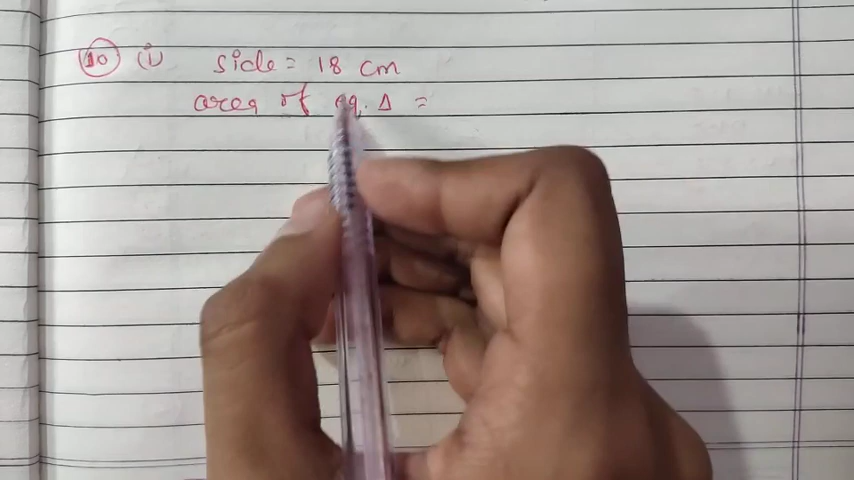 10 (i) side = 18 cm
area of eq. Δ =